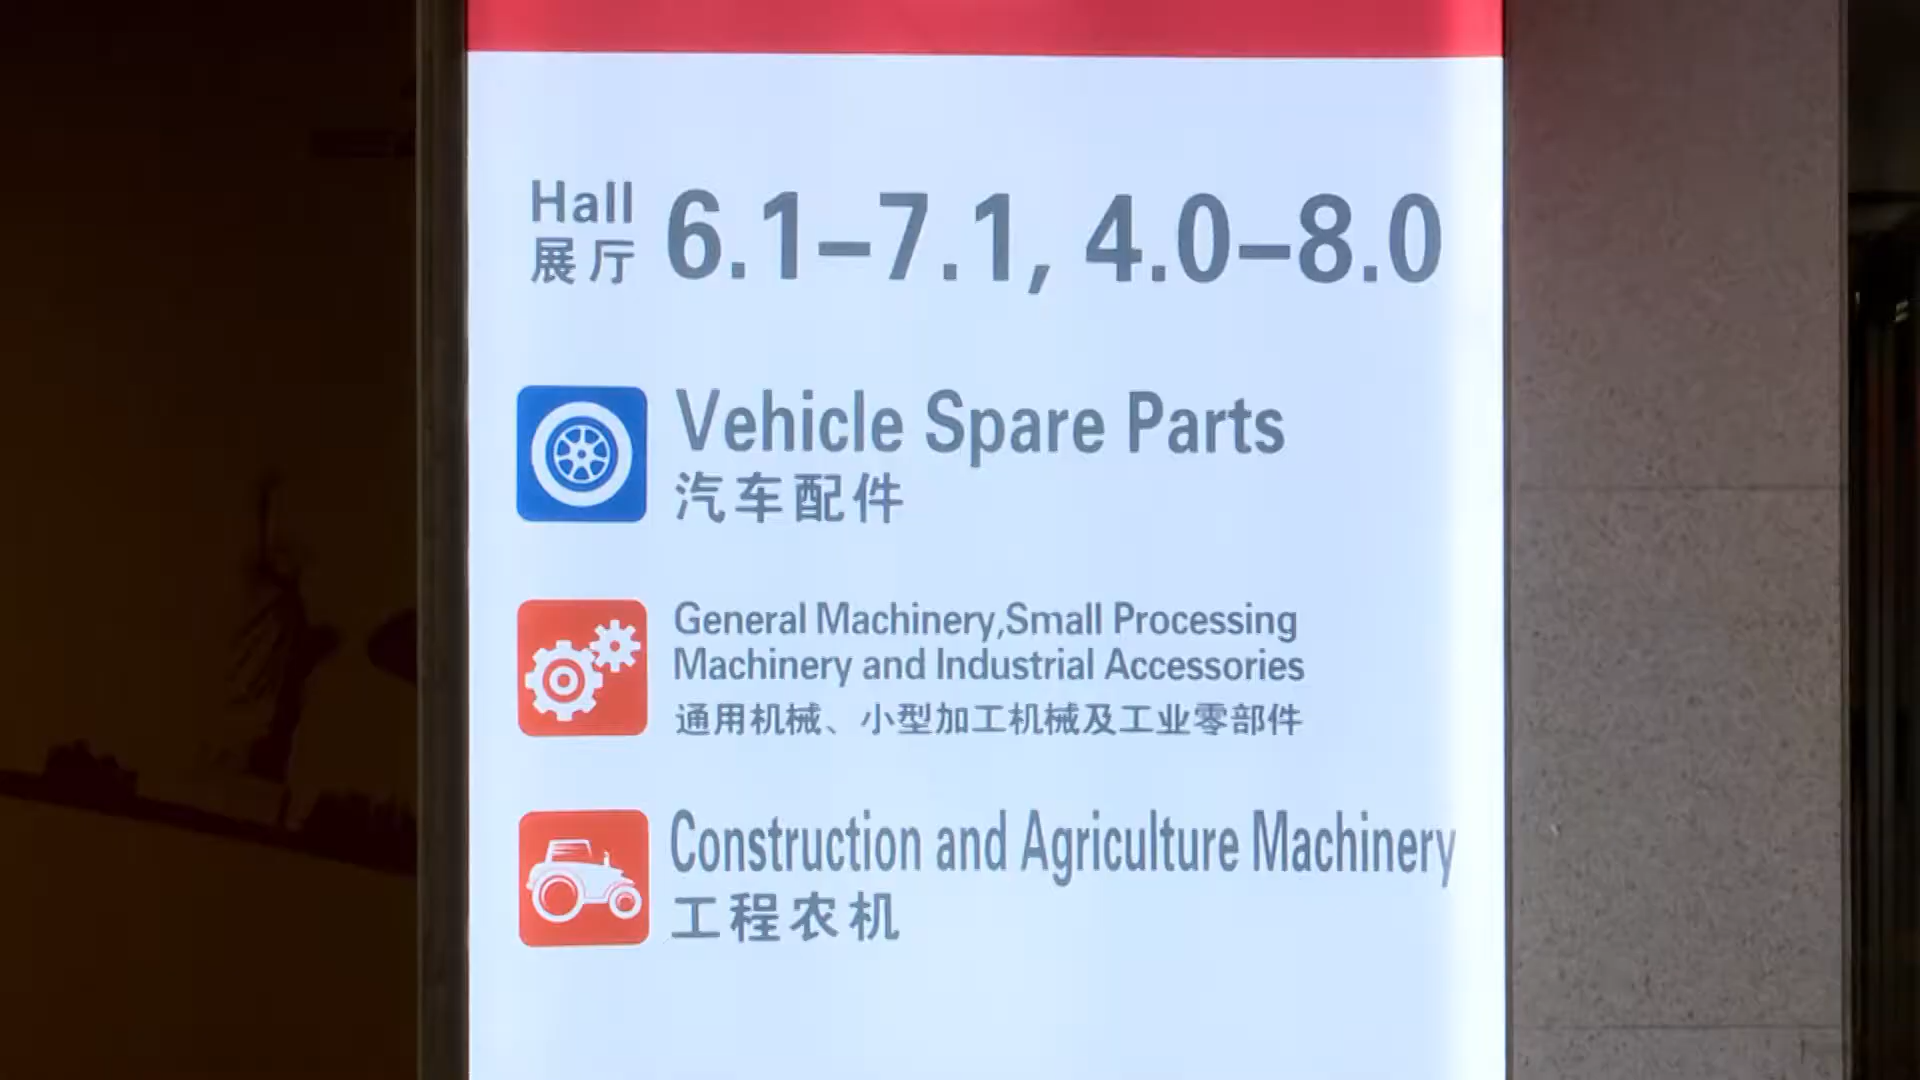 Hall 6.1-7.1, 4.0-8.0
展厅
Vehicle Spare Parts
汽车配件
General Machinery,Small Processing
Machinery and Industrial Accessories
通用机械、小型加工机械及工业零部件
Construction and Agriculture Machinery
工程农机